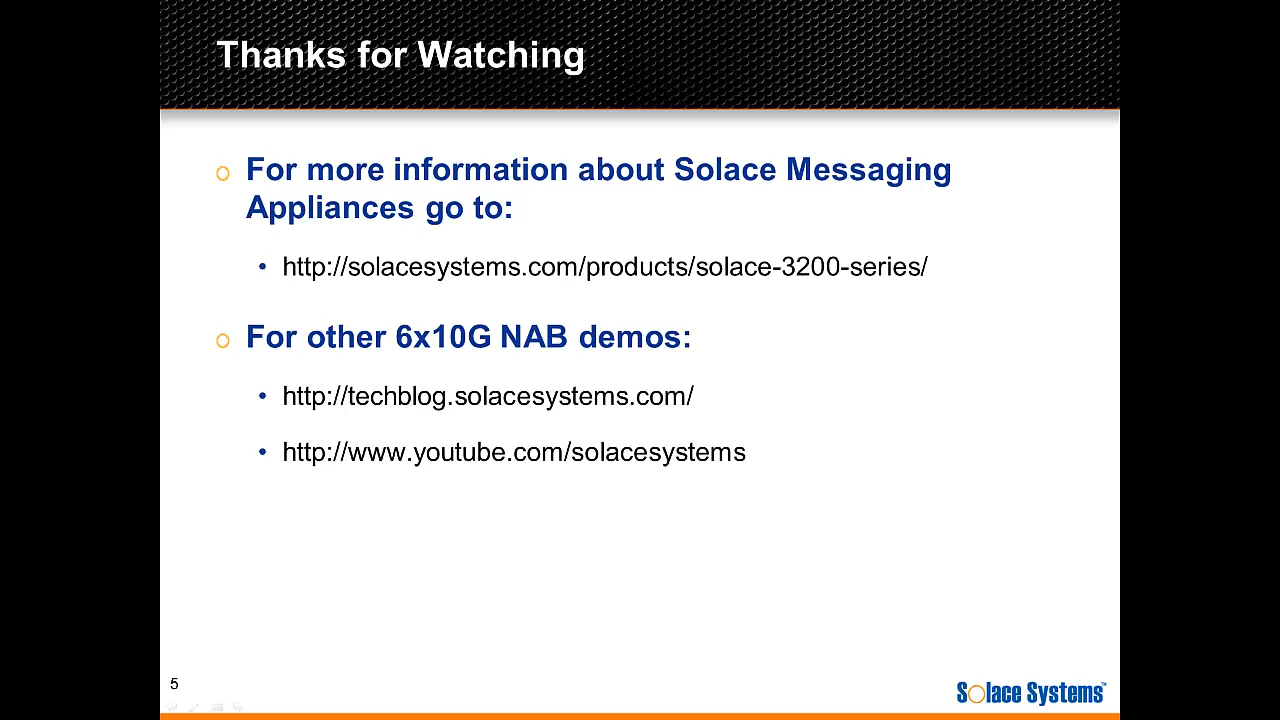 Thanks for Watching
o For more information about Solace Messaging
Appliances go to:
• http://solacesystems.com/products/solace-3200-series/
o For other 6x10G NAB demos:
• http://techblog.solacesystems.com/
• http://www.youtube.com/solacesystems
5
Solace Systems™